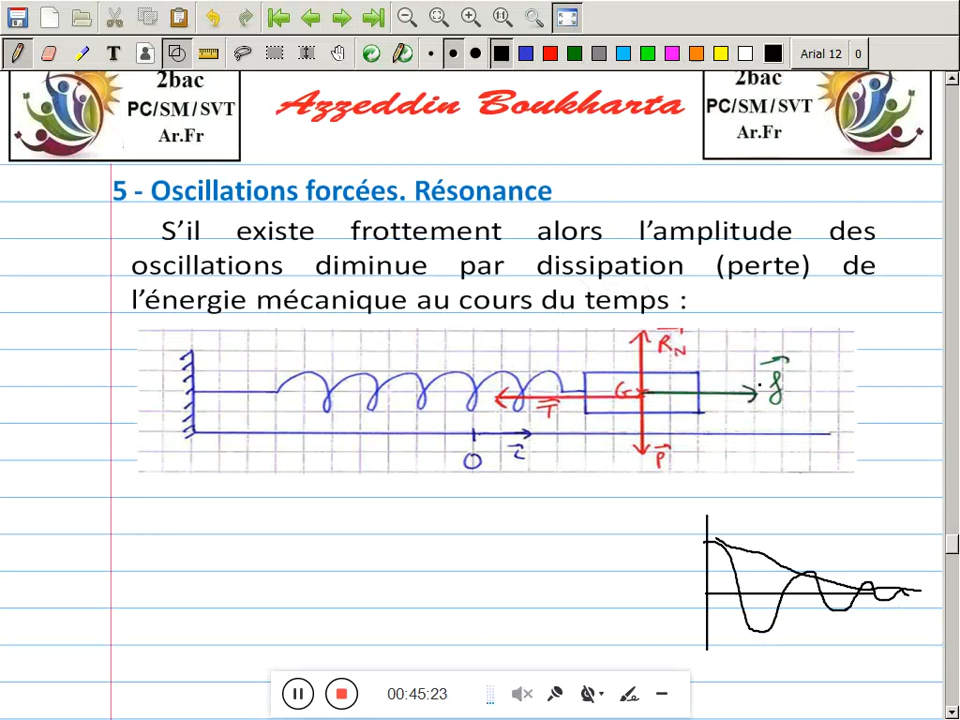 Arial 12 0
2bac
PC/SM/SVT
Ar.Fr
Azzeddin Boukharta
2bac
PC/SM/SVT
Ar.Fr
5 - Oscillations forcées. Résonance
S'il existe frottement alors l'amplitude des
oscillations diminue par dissipation (perte) de
l'énergie mécanique au cours du temps :
R_N
G
f
T
O
i
P
00:45:23